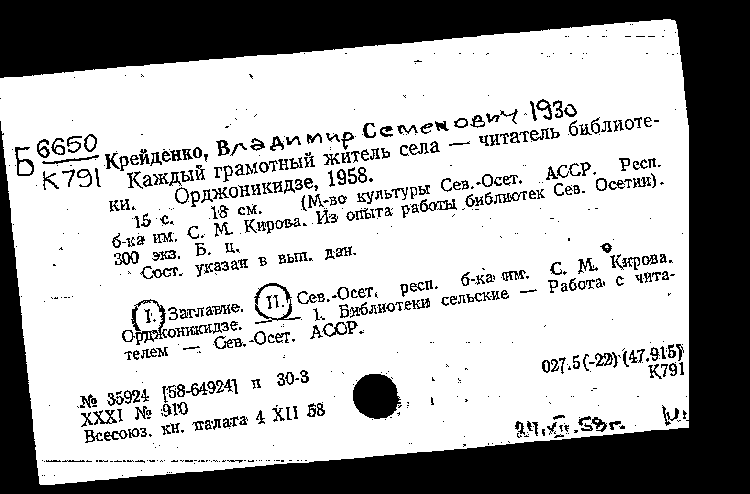 Б 6650
К791
Крейденко, Владимир Семенович 1930
Каждый грамотный житель села — читатель библиоте-
ки. Орджоникидзе, 1958.
15 с. 18 см. (М-во культуры Сев.-Осет. АССР. Респ.
б-ка им. С. М. Кирова. Из опыта работы библиотек Сев. Осетии).
300 экз. Б. ц.
Сост. указан в вып. дан.
I. Заглавие. II. Сев.-Осет. респ. б-ка им. С. М. Кирова.
Орджоникидзе. — 1. Библиотеки сельские — Работа с чита-
телем — Сев.-Осет. АССР.
№ 35924 [58-64924] п 30-3
XXXI № 910
Всесоюз. кн. палата 4 XII 58
027.5(-22)(47.915)
К791
24.XII.58г.